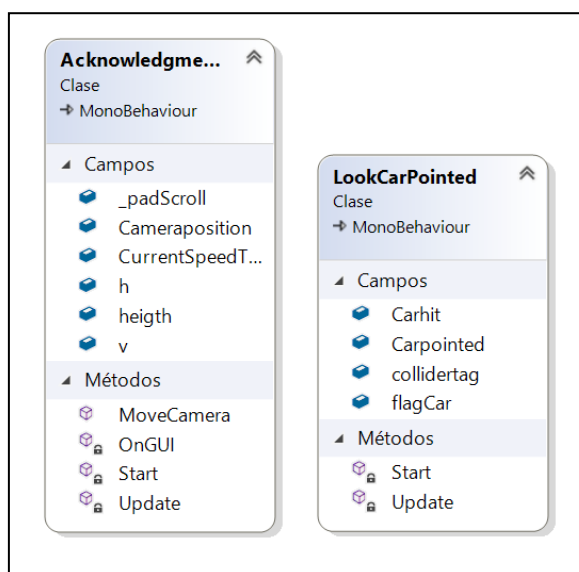 Acknowledgme...
Clase
MonoBehaviour
Campos
_padScroll
Cameraposition
CurrentSpeedT...
h
heigth
v
Métodos
MoveCamera
OnGUI
Start
Update
LookCarPointed
Clase
MonoBehaviour
Campos
Carhit
Carpointed
collidertag
flagCar
Métodos
Start
Update